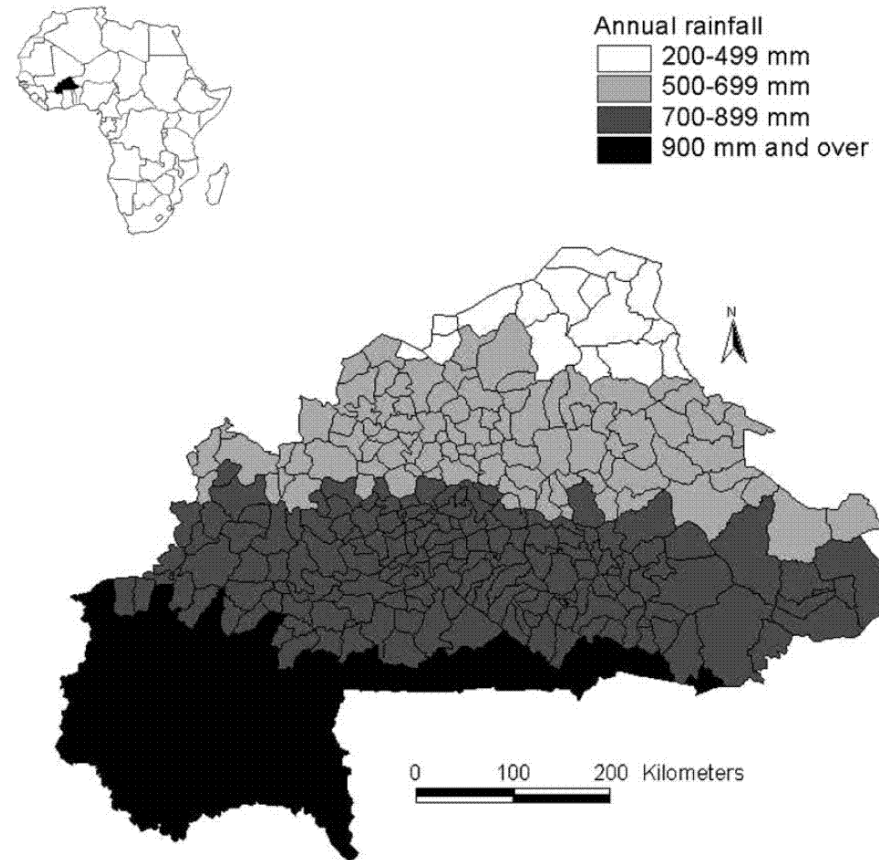 Annual rainfall
200-499 mm
500-699 mm
700-899 mm
900 mm and over
N
0 100 200 Kilometers